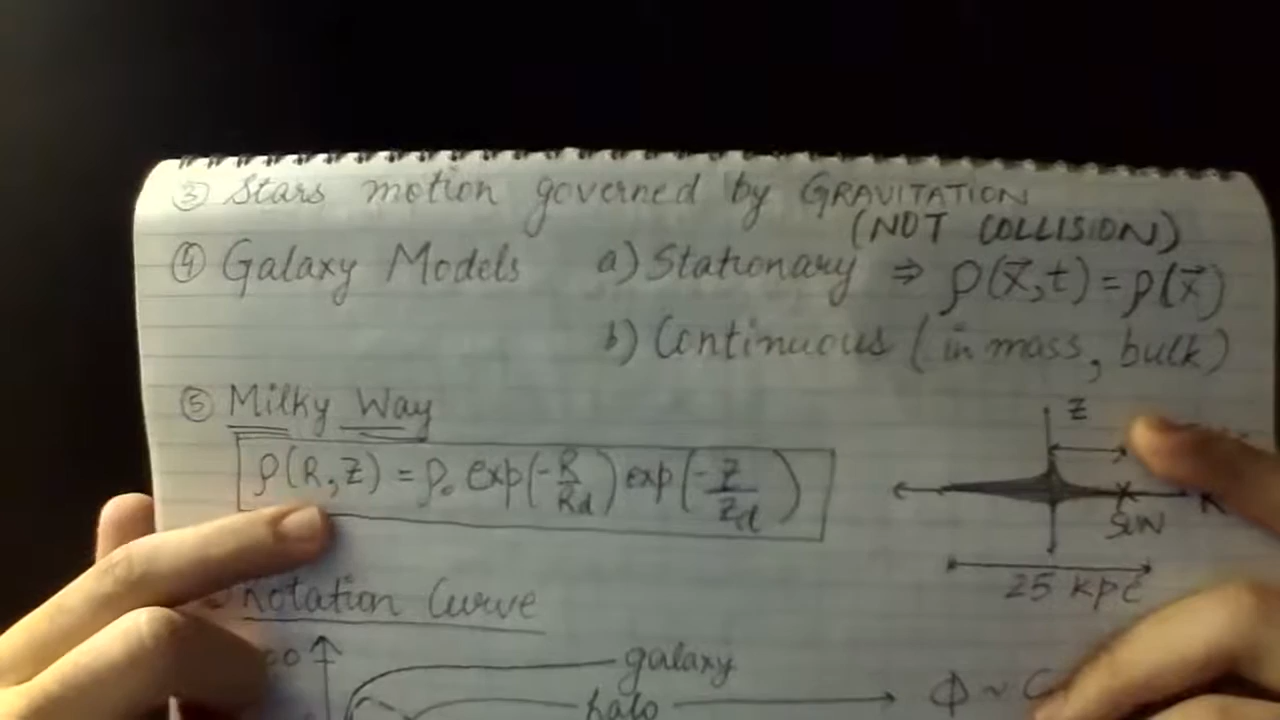 ③ Stars motion governed by GRAVITATION
(NOT COLLISION)
④ Galaxy Models a) Stationary ⇒ ρ(x⃗,t)=ρ(x⃗)
b) Continuous (in mass, bulk)
⑤ Milky Way
ρ(R,Z) = ρ₀ exp(-R/Rd) exp(-Z/Zd)
Z
SUN
25 kpc
Rotation Curve
galaxy
halo
Φ ~